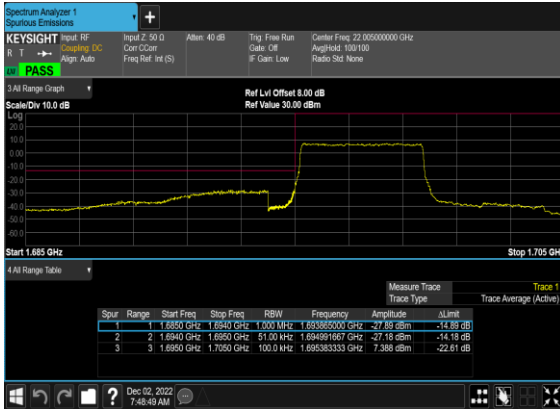 Spectrum Analyzer 1
Spurious Emissions
+
KEYSIGHT Input: RF Input Z: 50 Ω Atten: 40 dB Trig: Free Run Center Freq: 22.005000000 GHz
R T Coupling: DC Corr CCorr Gate: Off Avg|Hold: 100/100
Align: Auto Freq Ref: Int (S) IF Gain: Low Radio Std: None
PASS
3 All Range Graph
Ref Lvl Offset 8.00 dB
Scale/Div 10.0 dB Ref Value 30.00 dBm
Log
20.0
10.0
0.00
-10.0
-20.0
-30.0
-40.0
-50.0
-60.0
Start 1.685 GHz Stop 1.705 GH
4 All Range Table
Measure Trace Trace 1
Trace Type Trace Average (Active)
Spur Range Start Freq Stop Freq RBW Frequency Amplitude ΔLimit
1 1 1.6850 GHz 1.6940 GHz 1.000 MHz 1.693865000 GHz -27.89 dBm -14.89 dB
2 2 1.6940 GHz 1.6950 GHz 51.00 kHz 1.694991667 GHz -27.18 dBm -14.18 dB
3 3 1.6950 GHz 1.7050 GHz 100.0 kHz 1.695383333 GHz 7.388 dBm -22.61 dB
? Dec 02, 2022
7:48:49 AM